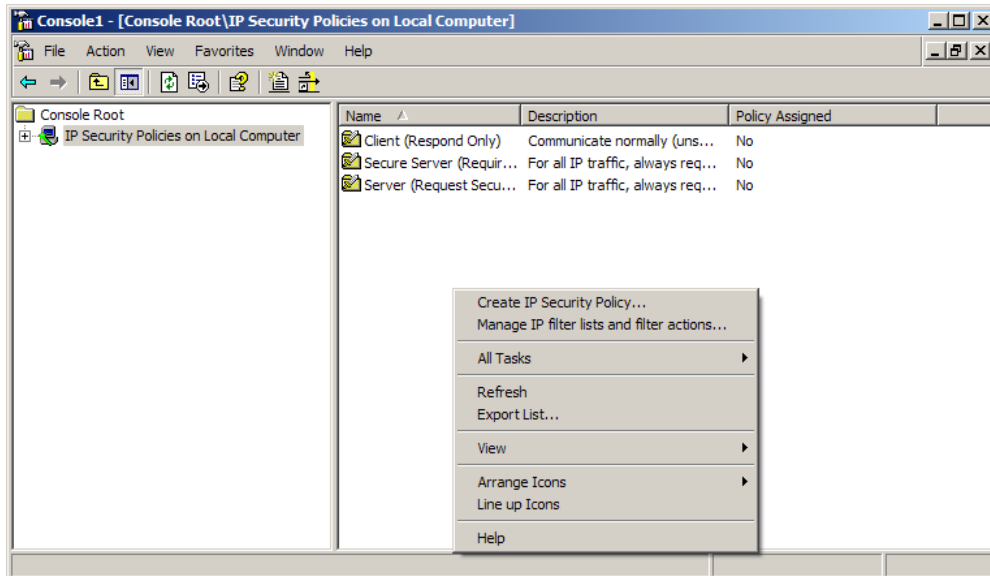 Console1 - [Console Root\IP Security Policies on Local Computer]
File Action View Favorites Window Help
Console Root
IP Security Policies on Local Computer
Name Description Policy Assigned
Client (Respond Only) Communicate normally (uns... No
Secure Server (Requir... For all IP traffic, always req... No
Server (Request Secu... For all IP traffic, always req... No
Create IP Security Policy...
Manage IP filter lists and filter actions...
All Tasks
Refresh
Export List...
View
Arrange Icons
Line up Icons
Help